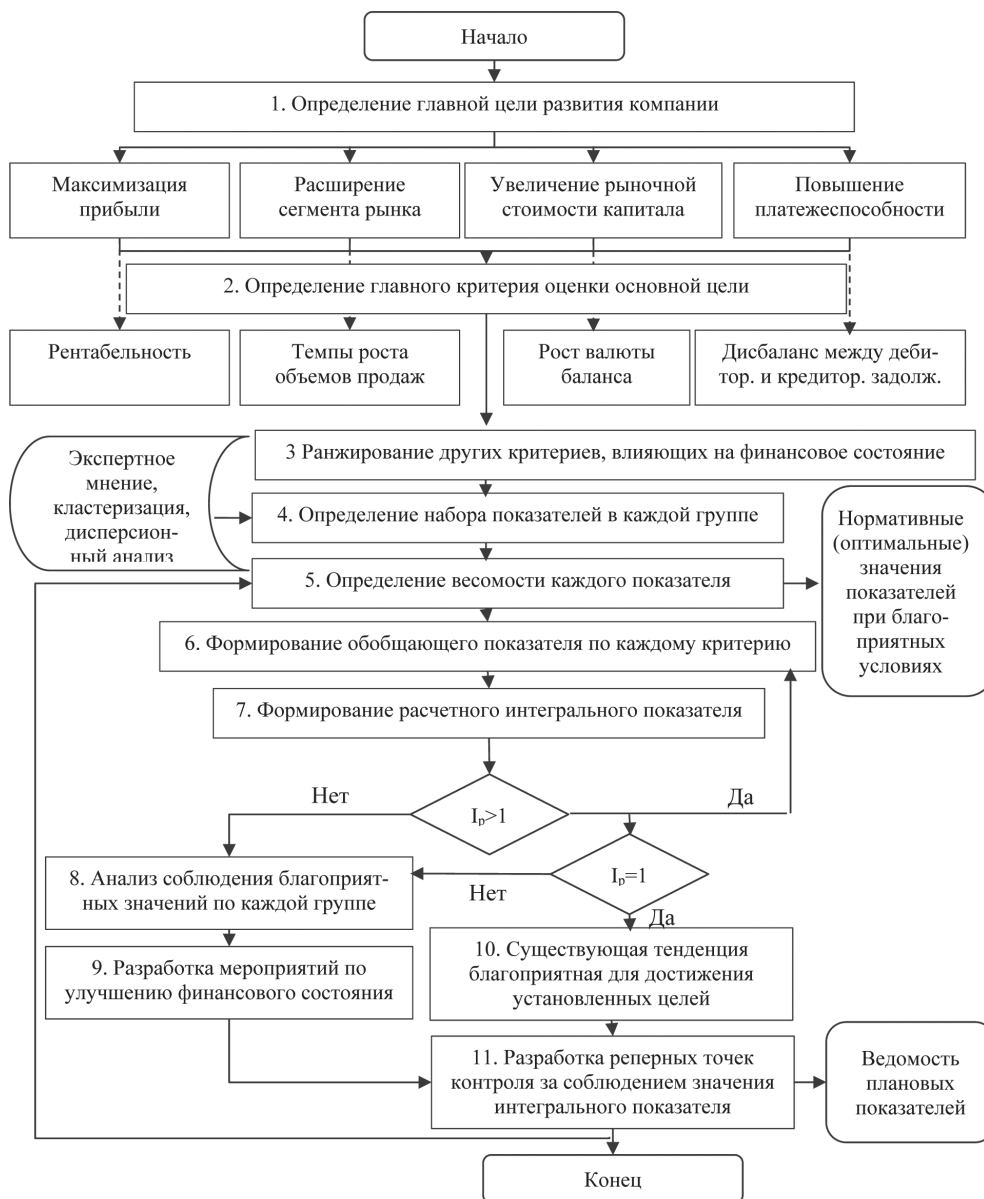 Начало
1. Определение главной цели развития компании
Максимизация
прибыли
Расширение
сегмента рынка
Увеличение рыночной
стоимости капитала
Повышение
платежеспособности
2. Определение главного критерия оценки основной цели
Рентабельность
Темпы роста
объемов продаж
Рост валюты
баланса
Дисбаланс между деби-
тор. и кредитор. задолж.
Экспертное
мнение,
кластеризация,
дисперсион-
ный анализ
3 Ранжирование других критериев, влияющих на финансовое состояние
4. Определение набора показателей в каждой группе
5. Определение весомости каждого показателя
Нормативные
(оптимальные)
значения
показателей
при благо-
приятных
условиях
6. Формирование обобщающего показателя по каждому критерию
7. Формирование расчетного интегрального показателя
Нет
Iр>1
Да
8. Анализ соблюдения благоприят-
ных значений по каждой группе
Нет
Iр=1
Да
9. Разработка мероприятий по
улучшению финансового состояния
10. Существующая тенденция
благоприятная для достижения
установленных целей
11. Разработка реперных точек
контроля за соблюдением значения
интегрального показателя
Ведомость
плановых
показателей
Конец